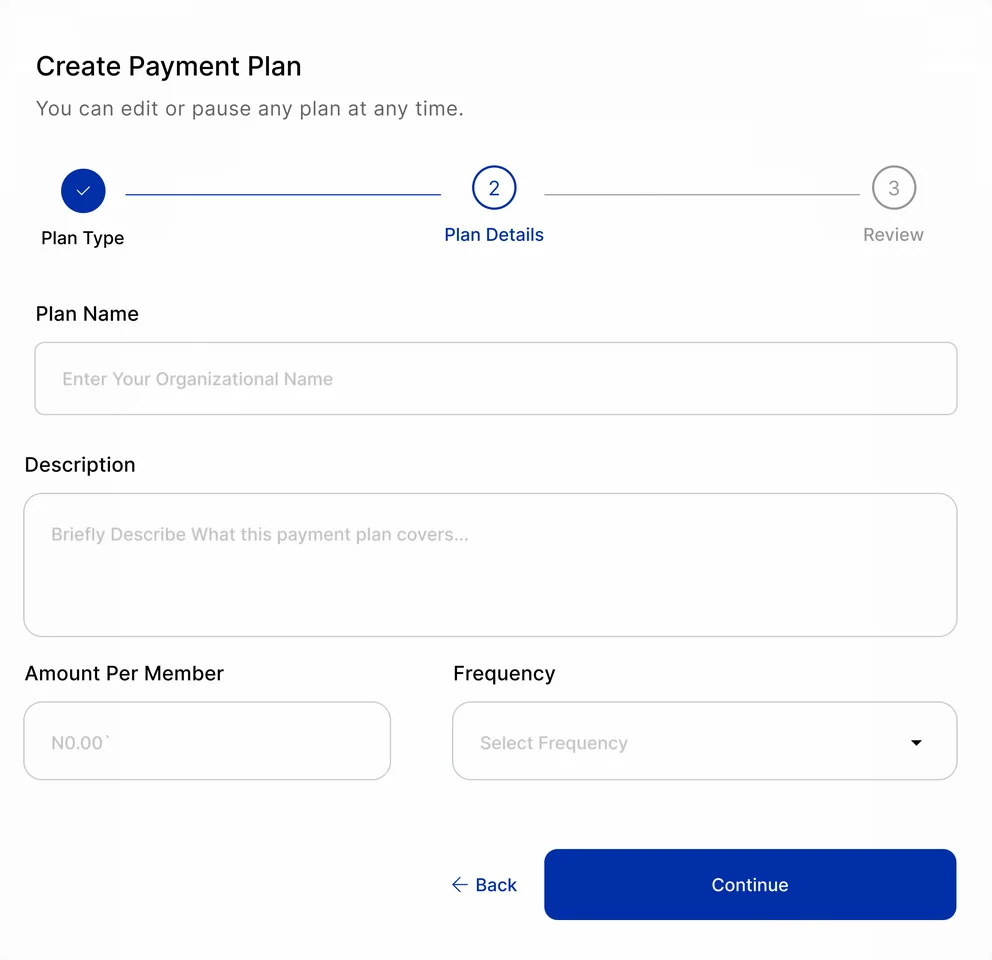 Create Payment Plan
You can edit or pause any plan at any time.
2
3
Plan Type
Plan Details
Review
Plan Name
Enter Your Organizational Name
Description
Briefly Describe What this payment plan covers...
Amount Per Member
Frequency
N0.00`
Select Frequency
← Back
Continue